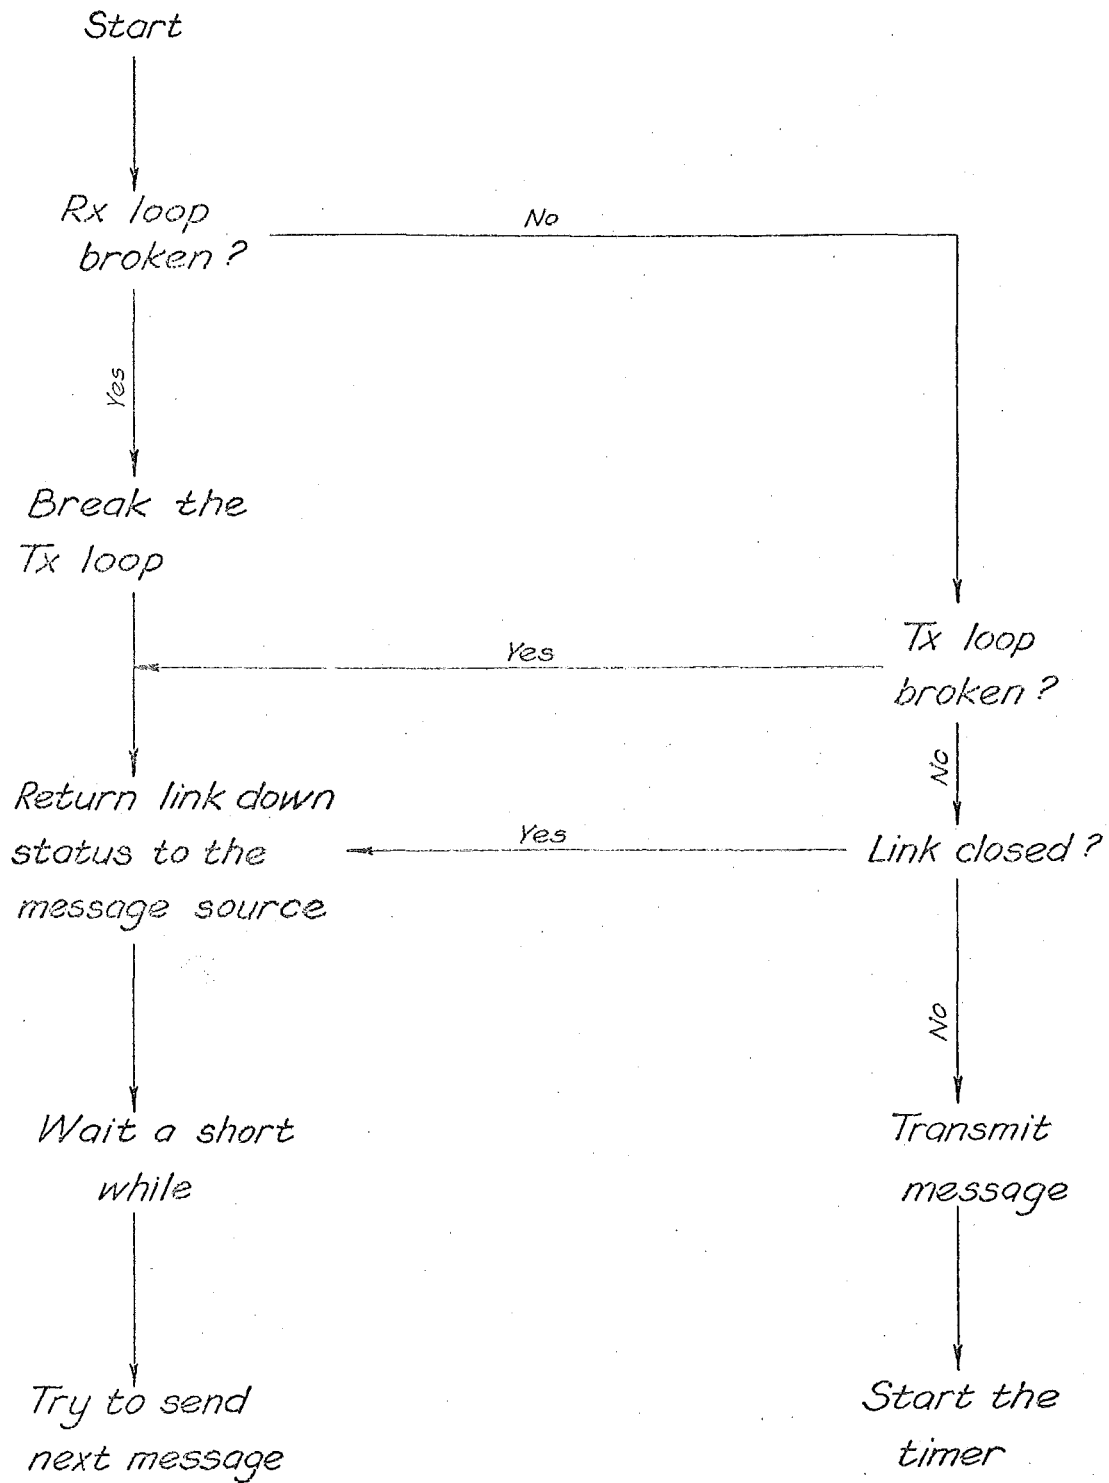 Start
Rx loop
broken?
No
Yes
Break the
Tx loop
Tx loop
broken?
Yes
No
Return link down
status to the
message source
Yes
Link closed?
No
Wait a short
while
Transmit
message
Try to send
next message
Start the
timer